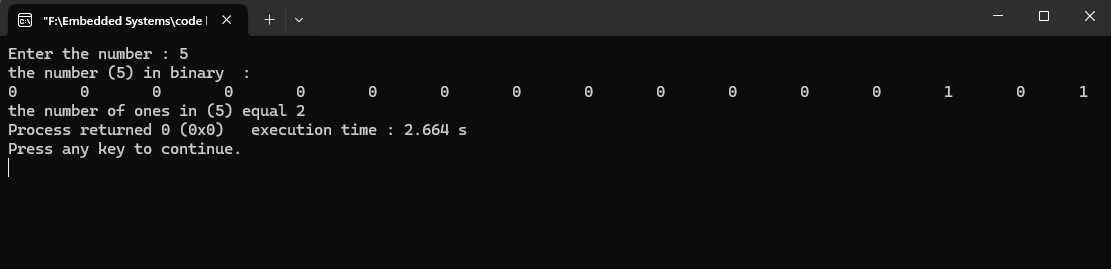 "F:\Embedded Systems\code
Enter the number : 5
the number (5) in binary  :
0       0       0       0       0       0       0       0       0       0       0       0       0       1       0       1
the number of ones in (5) equal 2
Process returned 0 (0x0)   execution time : 2.664 s
Press any key to continue.